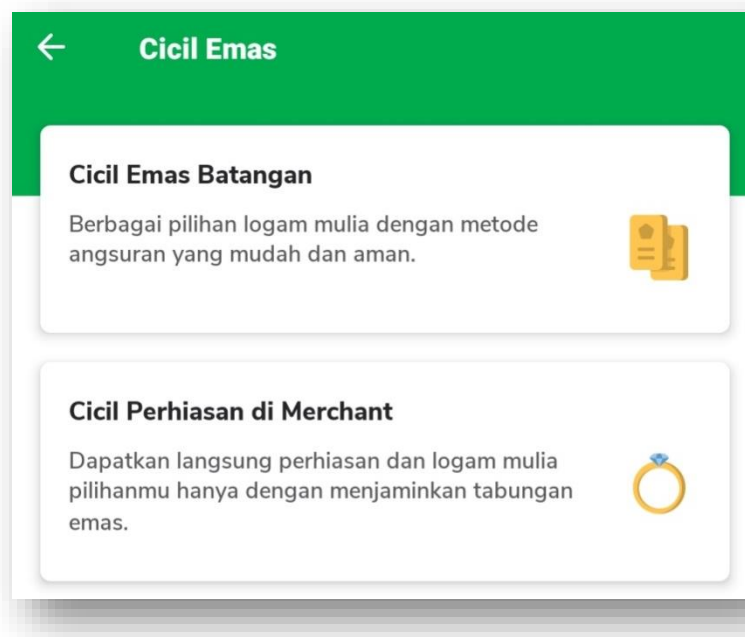 Cicil Emas
Cicil Emas Batangan
Berbagai pilihan logam mulia dengan metode
angsuran yang mudah dan aman.
Cicil Perhiasan di Merchant
Dapatkan langsung perhiasan dan logam mulia
pilihanmu hanya dengan menjaminkan tabungan
emas.